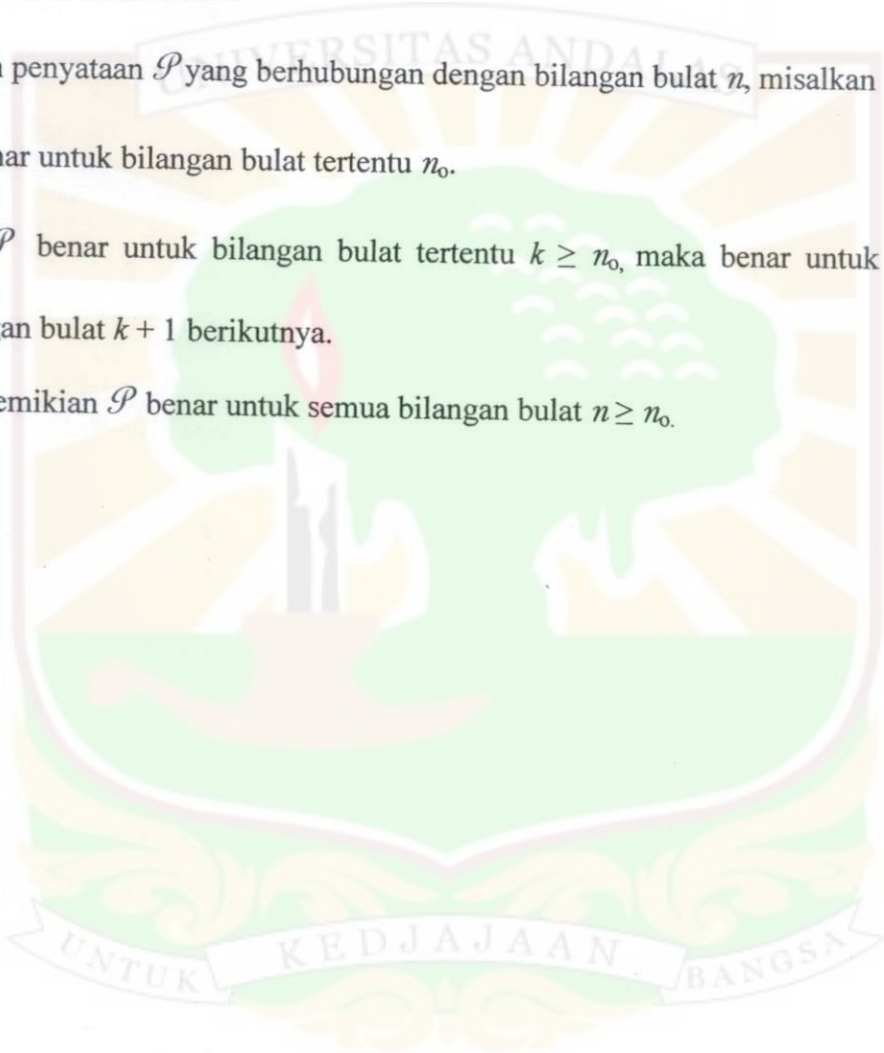 UNIVERSITAS ANDALAS
penyataan 𝒫 yang berhubungan dengan bilangan bulat n, misalkan
ar untuk bilangan bulat tertentu n₀.
𝒫 benar untuk bilangan bulat tertentu k ≥ n₀, maka benar untuk
an bulat k + 1 berikutnya.
emikian 𝒫 benar untuk semua bilangan bulat n ≥ n₀.
UNTUK KEDJAJAAN BANGSA